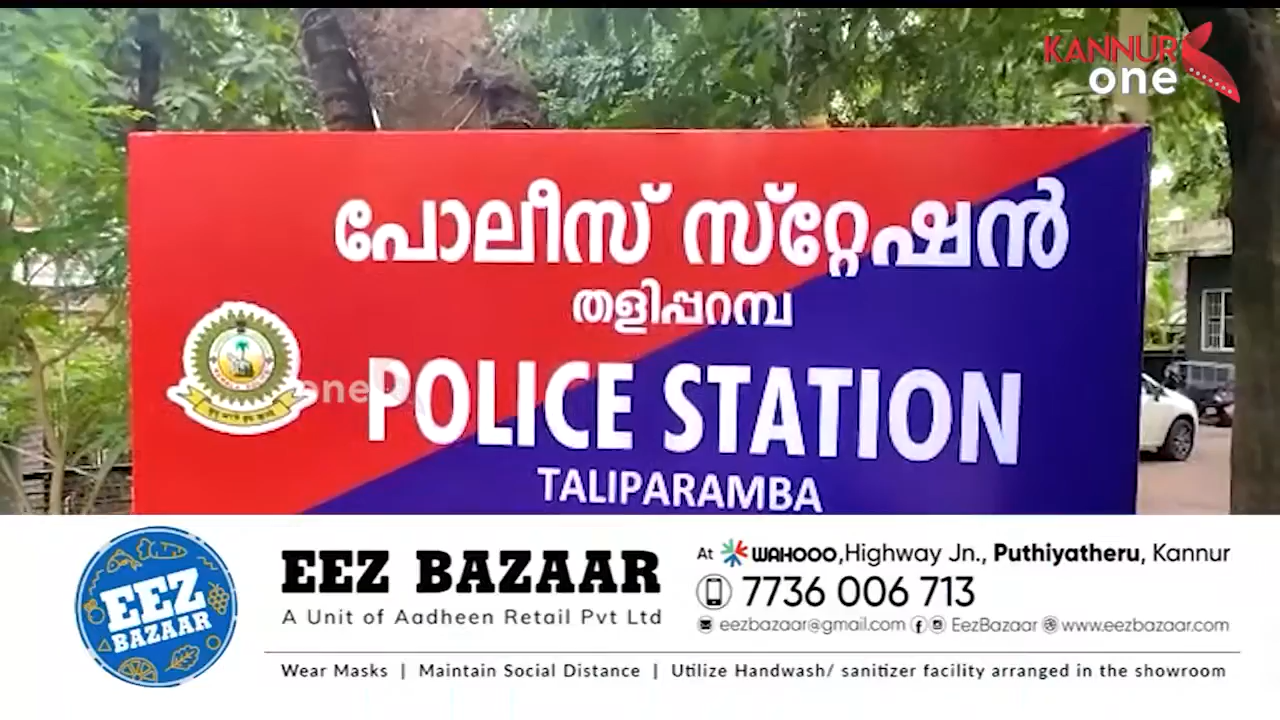 KANNUR
one
പോലീസ് സ്റ്റേഷൻ
തളിപ്പറമ്പ
one
POLICE STATION
TALIPARAMBA
EEZ
BAZAAR
EEZ BAZAAR
A Unit of Aadheen Retail Pvt Ltd
At WAHOOO, Highway Jn., Puthiyatheru, Kannur
7736 006 713
eezbazaar@gmail.com EezBazaar www.eezbazaar.com
Wear Masks | Maintain Social Distance | Utilize Handwash/ sanitizer facility arranged in the showroom